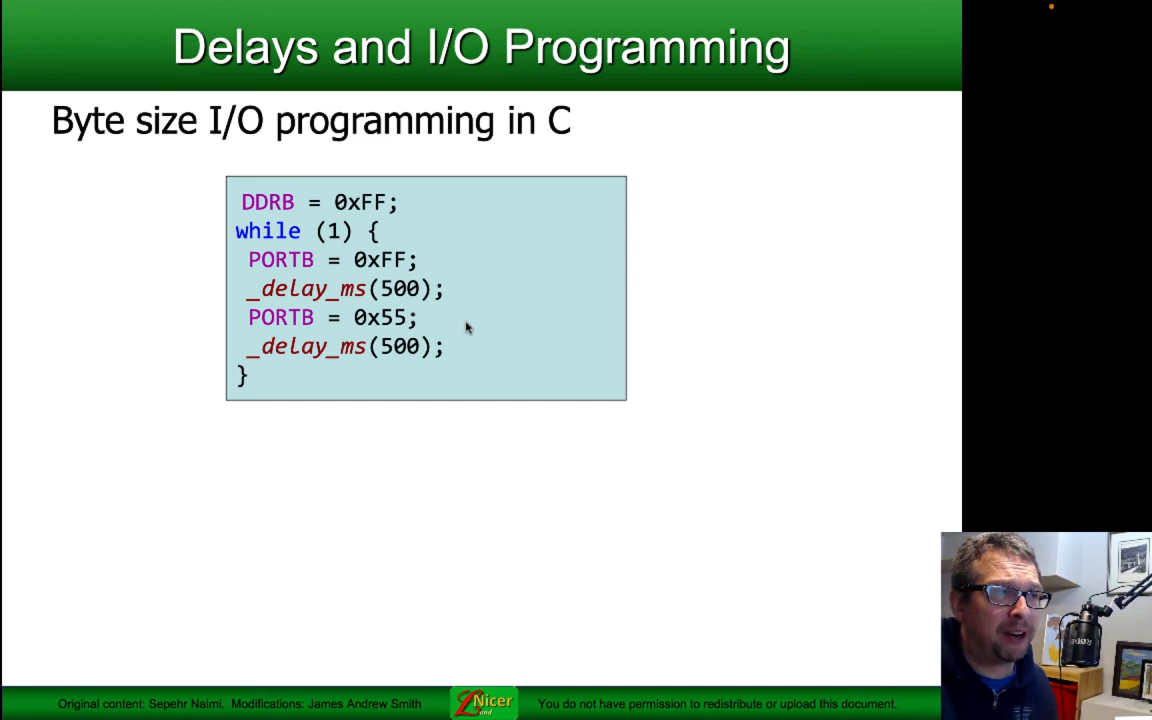 Delays and I/O Programming
Byte size I/O programming in C
DDRB = 0xFF;
while (1) {
PORTB = 0xFF;
_delay_ms(500);
PORTB = 0x55;
_delay_ms(500);
}
Original content: Sepehr Naimi. Modifications: James Andrew Smith
Nicer
Land
You do not have permission to redistribute or upload this document.